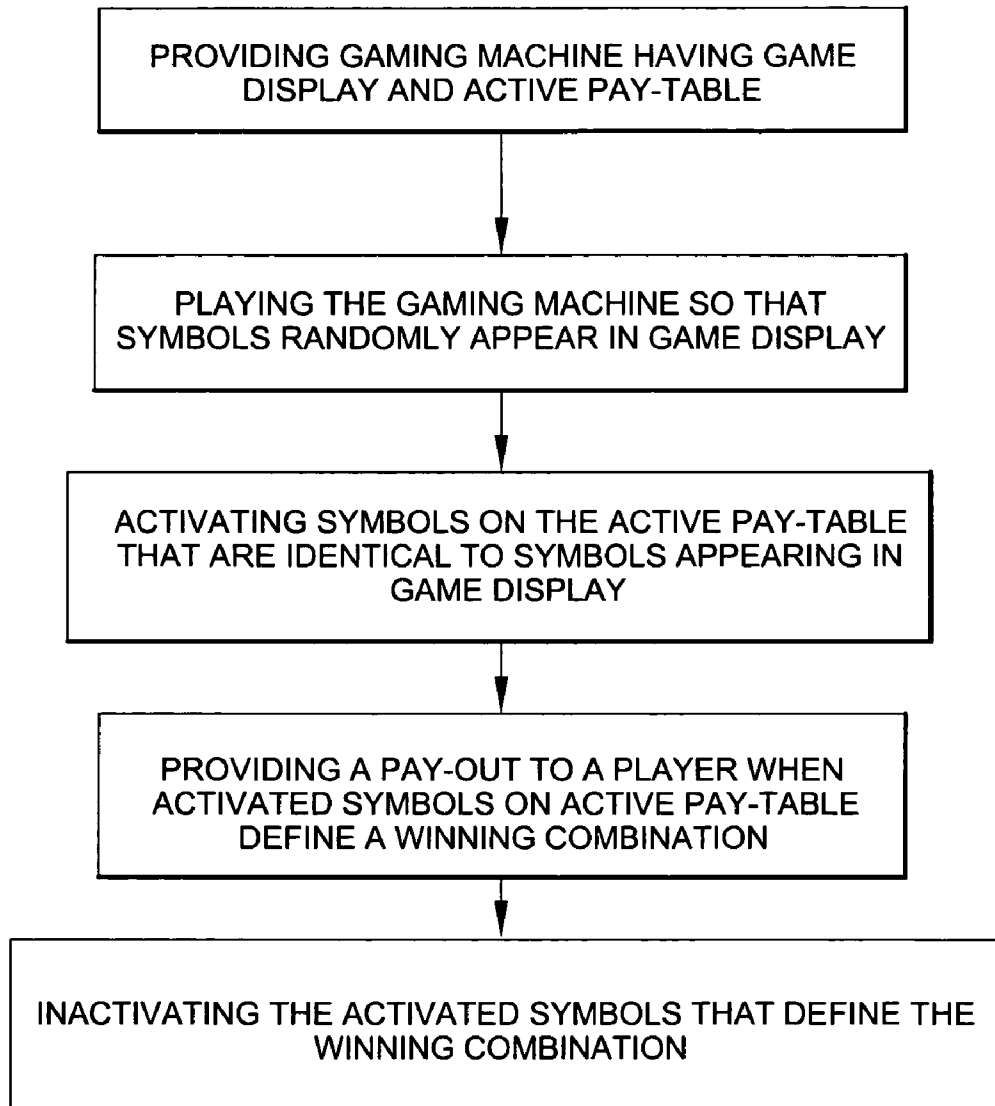 PROVIDING GAMING MACHINE HAVING GAME
DISPLAY AND ACTIVE PAY-TABLE
PLAYING THE GAMING MACHINE SO THAT
SYMBOLS RANDOMLY APPEAR IN GAME DISPLAY
ACTIVATING SYMBOLS ON THE ACTIVE PAY-TABLE
THAT ARE IDENTICAL TO SYMBOLS APPEARING IN
GAME DISPLAY
PROVIDING A PAY-OUT TO A PLAYER WHEN
ACTIVATED SYMBOLS ON ACTIVE PAY-TABLE
DEFINE A WINNING COMBINATION
INACTIVATING THE ACTIVATED SYMBOLS THAT DEFINE THE
WINNING COMBINATION